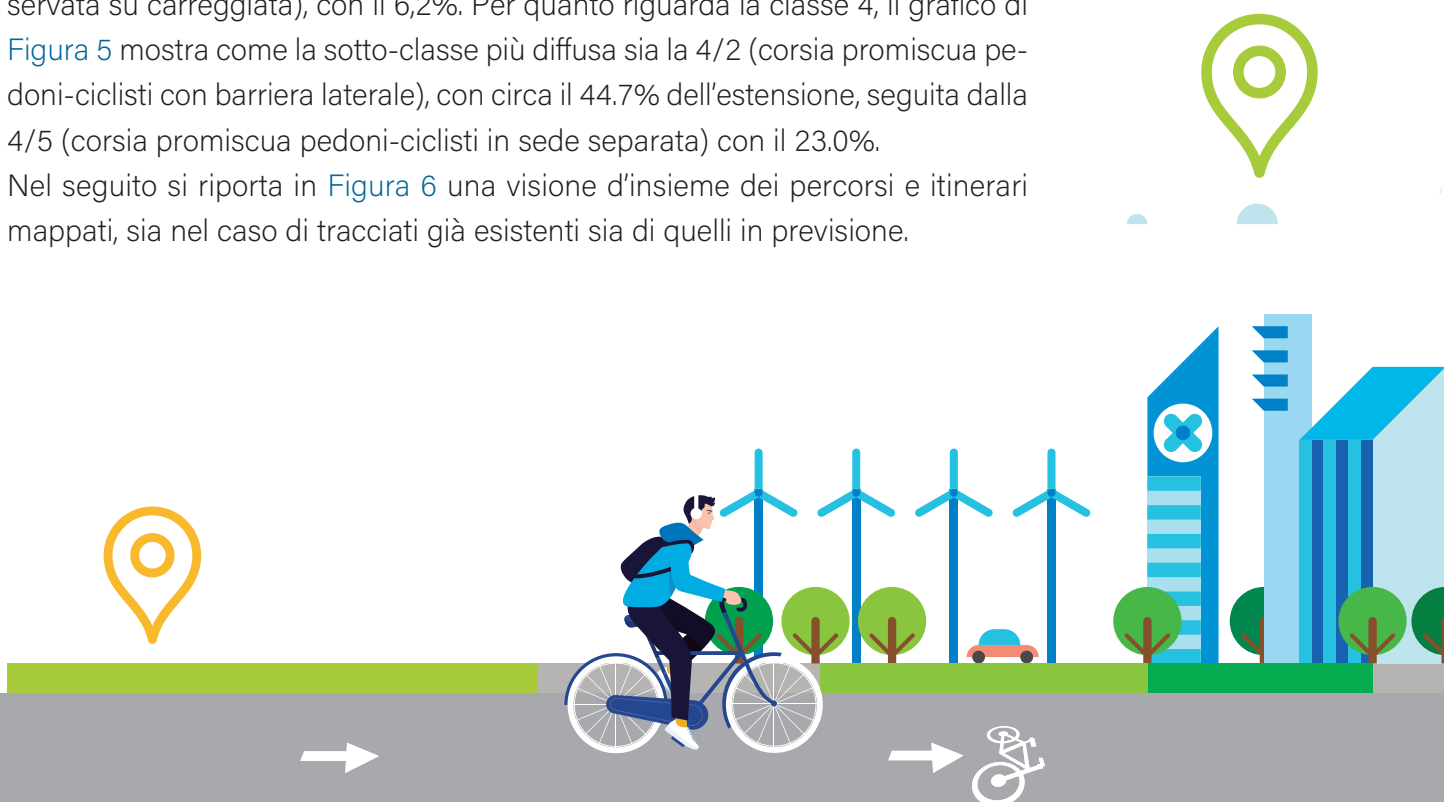 servata su carreggiata), con il 6,2%. Per quanto riguarda la classe 4, il grafico di
Figura 5 mostra come la sotto-classe più diffusa sia la 4/2 (corsia promiscua pe-
doni-ciclisti con barriera laterale), con circa il 44.7% dell'estensione, seguita dalla
4/5 (corsia promiscua pedoni-ciclisti in sede separata) con il 23.0%.
Nel seguito si riporta in Figura 6 una visione d'insieme dei percorsi e itinerari
mappati, sia nel caso di tracciati già esistenti sia di quelli in previsione.